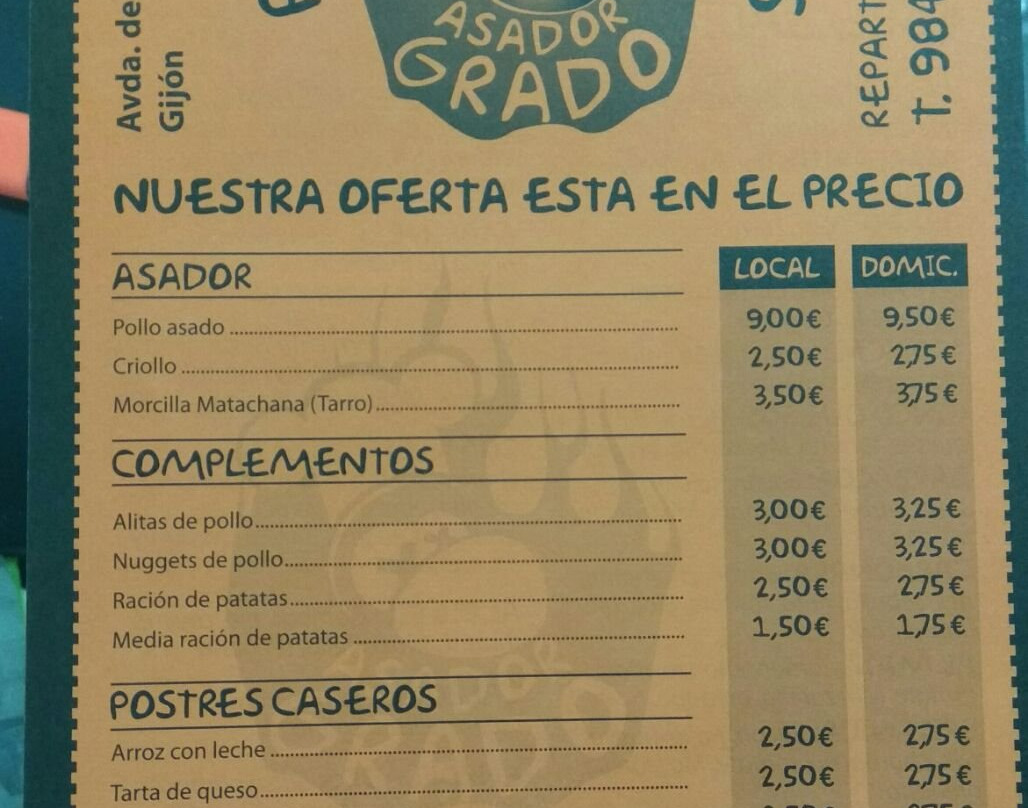 Avda. de
Gijón
ASADOR
GRADO
REPART
T. 984
NUESTRA OFERTA ESTA EN EL PRECIO
ASADOR LOCAL DOMIC.
Pollo asado 9,00€ 9,50€
Criollo 2,50€ 2,75€
Morcilla Matachana (Tarro) 3,50€ 3,75€
COMPLEMENTOS
Alitas de pollo 3,00€ 3,25€
Nuggets de pollo 3,00€ 3,25€
Ración de patatas 2,50€ 2,75€
Media ración de patatas 1,50€ 1,75€
POSTRES CASEROS
Arroz con leche 2,50€ 2,75€
Tarta de queso 2,50€ 2,75€